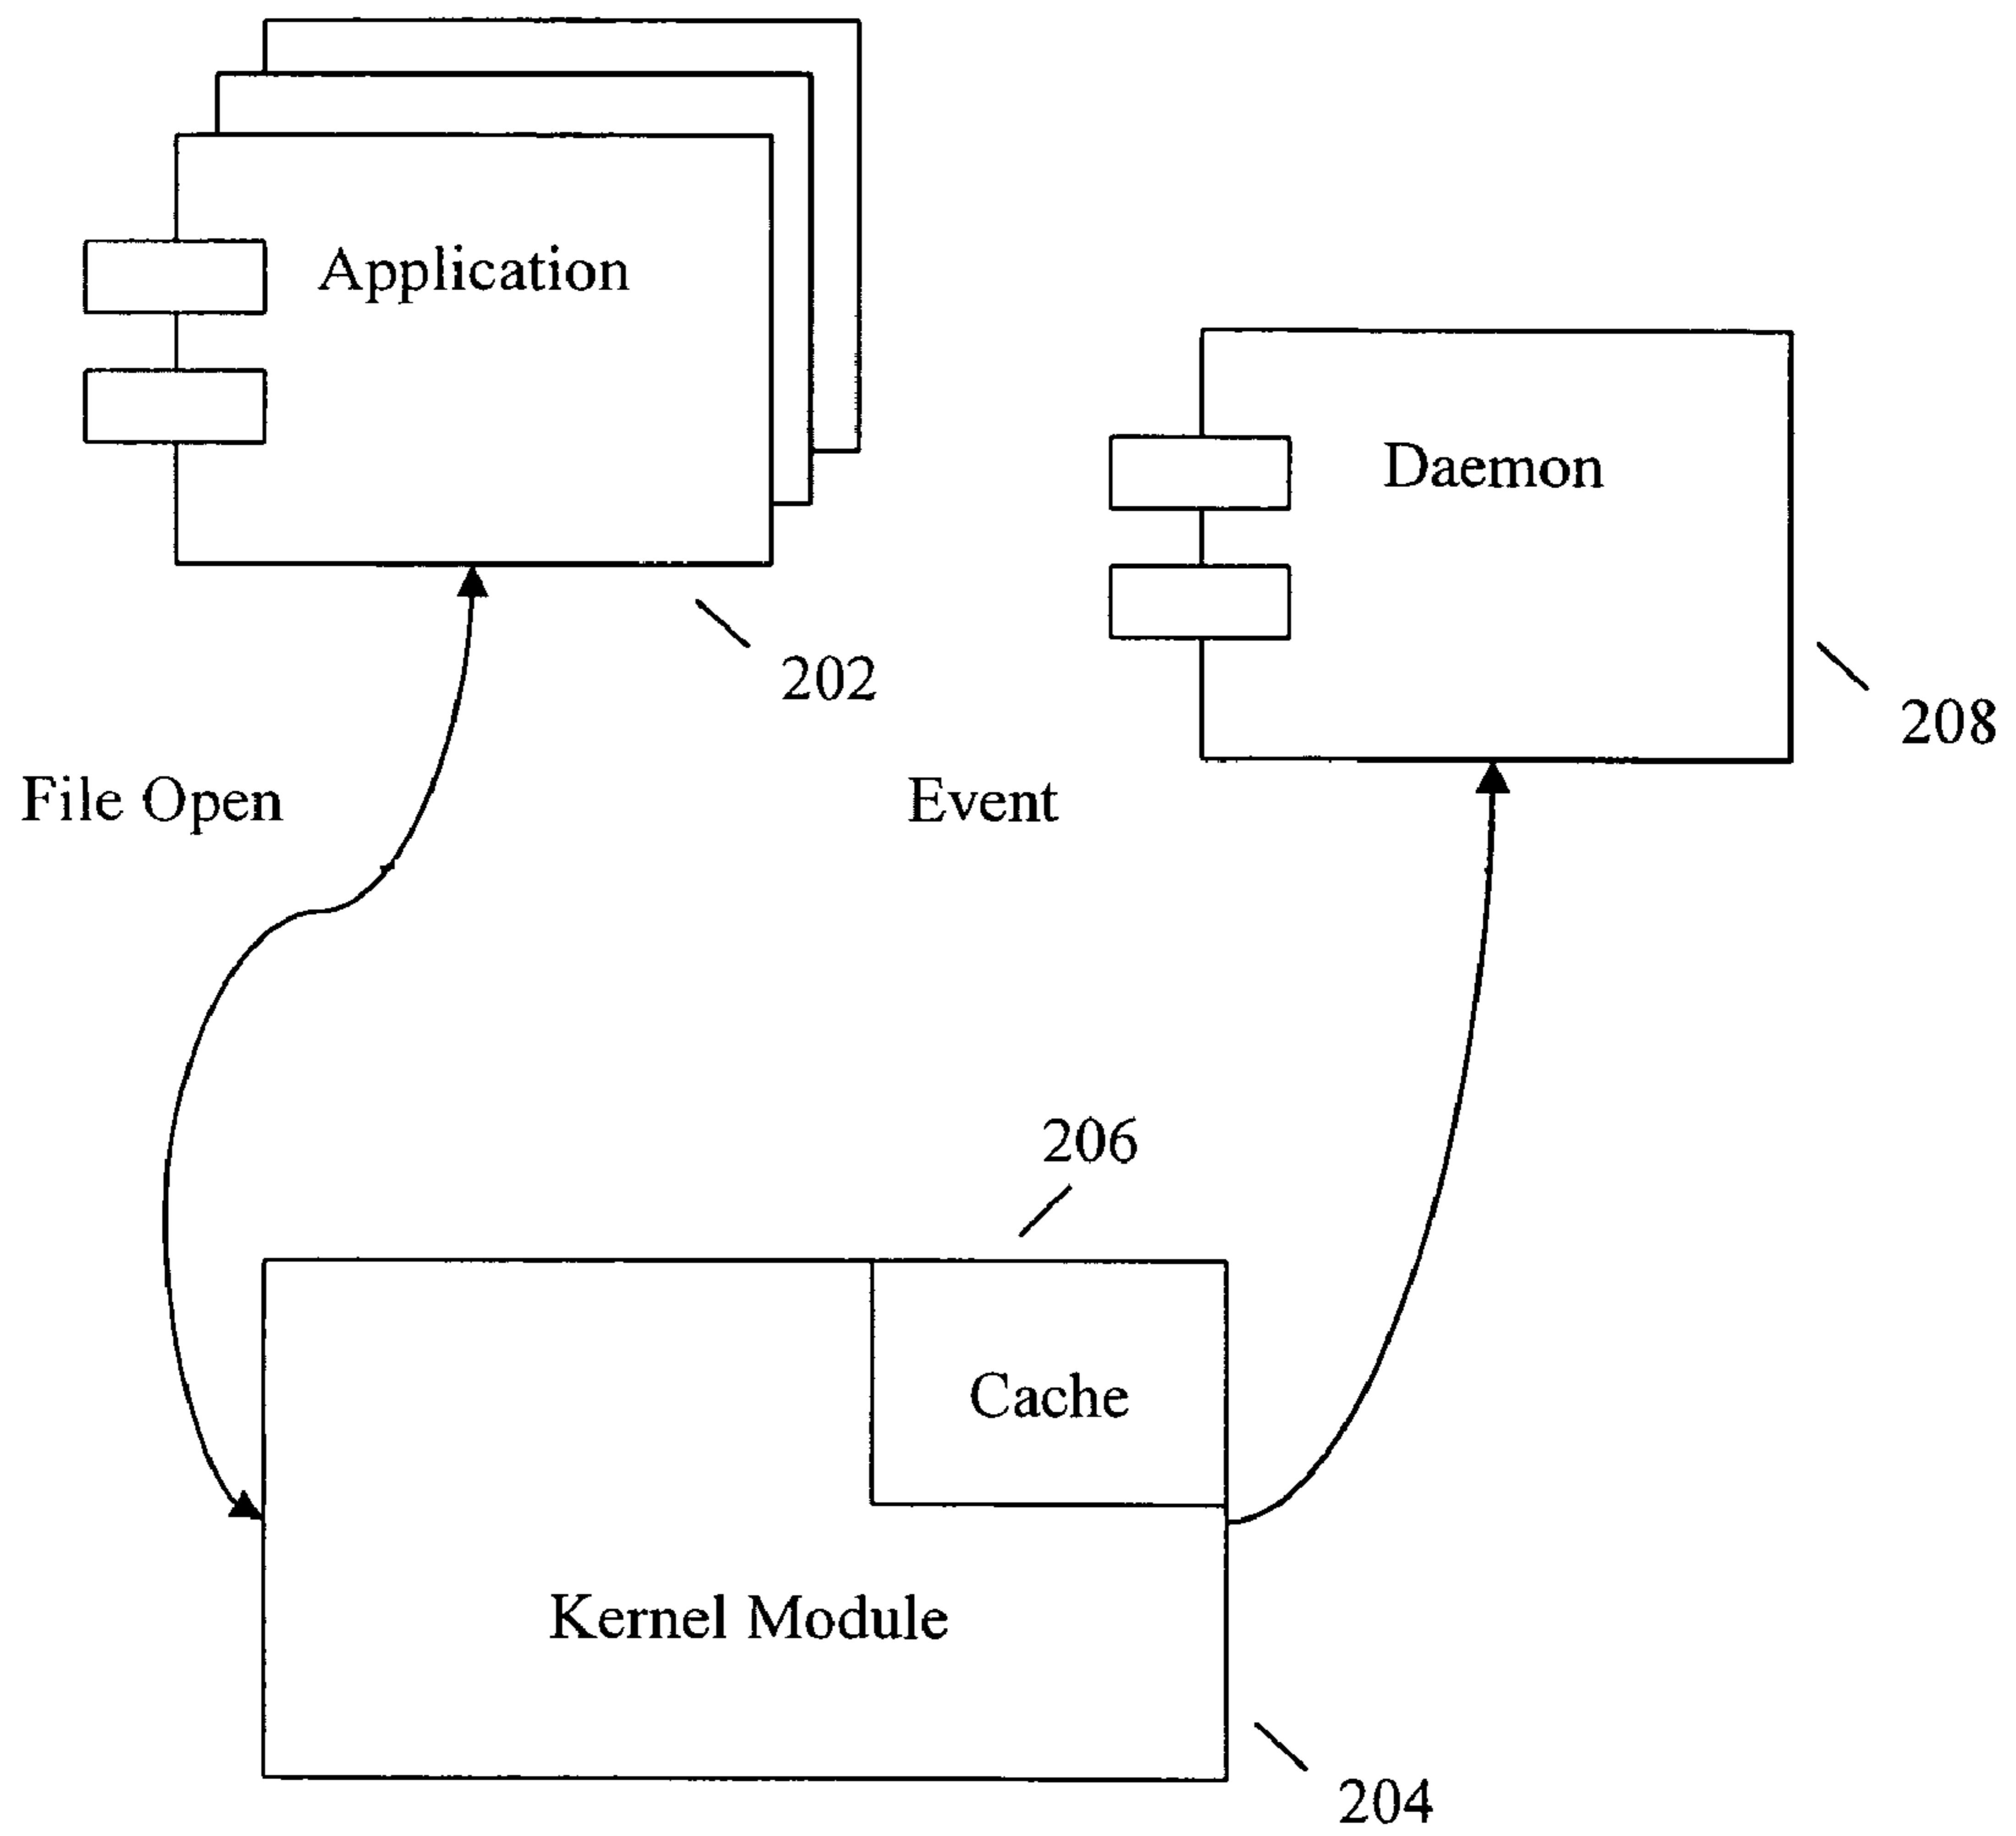 Application
Daemon
202
208
File Open
Event
206
Cache
Kernel Module
204